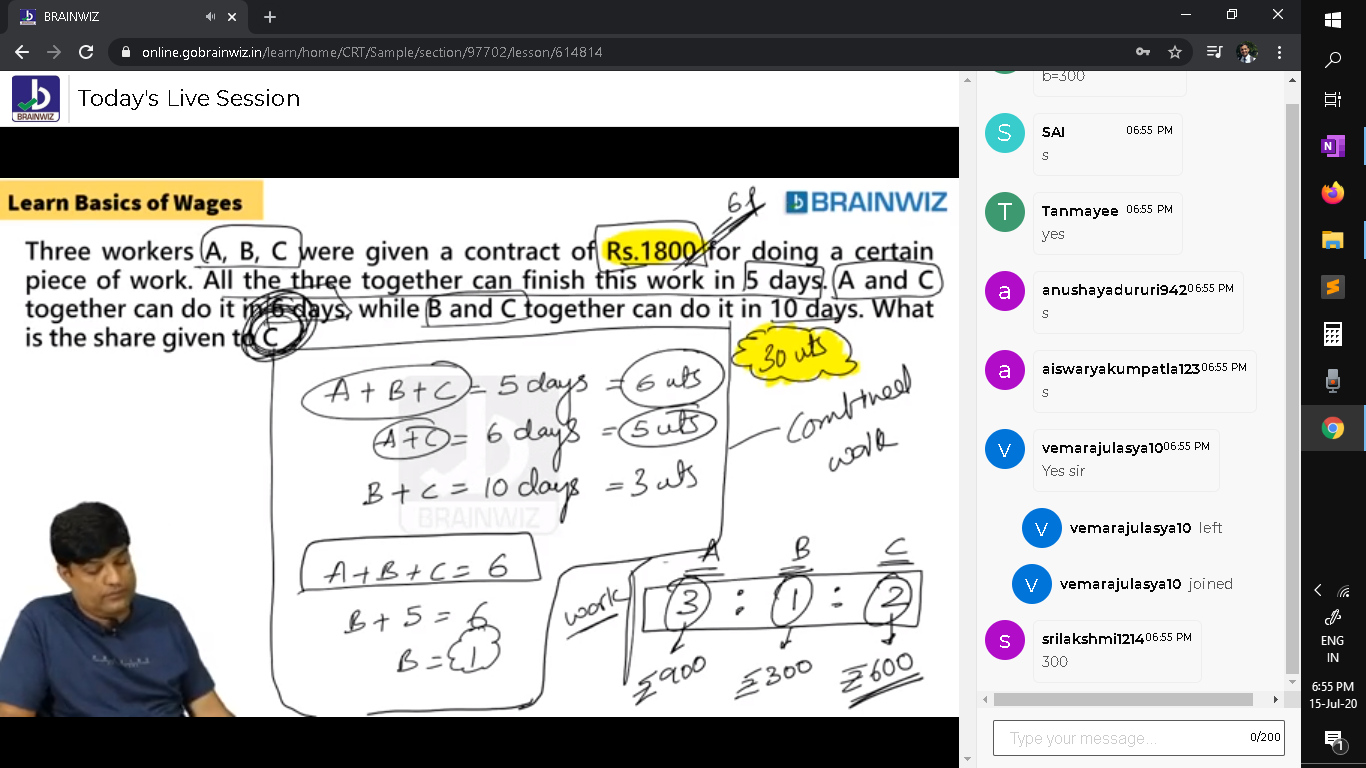 BRAINWIZ
online.gobrainwiz.in/learn/home/CRT/Sample/section/97702/lesson/614814
BRAINWIZ
Today's Live Session
Learn Basics of Wages
BRAINWIZ
Three workers A, B, C were given a contract of Rs.1800 for doing a certain
piece of work. All the three together can finish this work in 5 days. A and C
together can do it in 6 days, while B and C together can do it in 10 days. What
is the share given to C
30 uts
A+B+C = 5 days = 6 uts
A+C = 6 days = 5 uts
B+C = 10 days = 3 uts
Combined
work
BRAINWIZ
A+B+C = 6
B+5 = 6
B = 1
work
A B C
3 : 1 : 2
900 300 600
b=300
S
SAI 06:55 PM
s
T
Tanmayee 06:55 PM
yes
a
anushayadururi942 06:55 PM
s
a
aiswaryakumpatla123 06:55 PM
s
V
vemarajulasya10 06:55 PM
Yes sir
V
vemarajulasya10 left
V
vemarajulasya10 joined
s
srilakshmi1214 06:55 PM
300
Type your message... 0/200
ENG
IN
6:55 PM
15-Jul-20
1